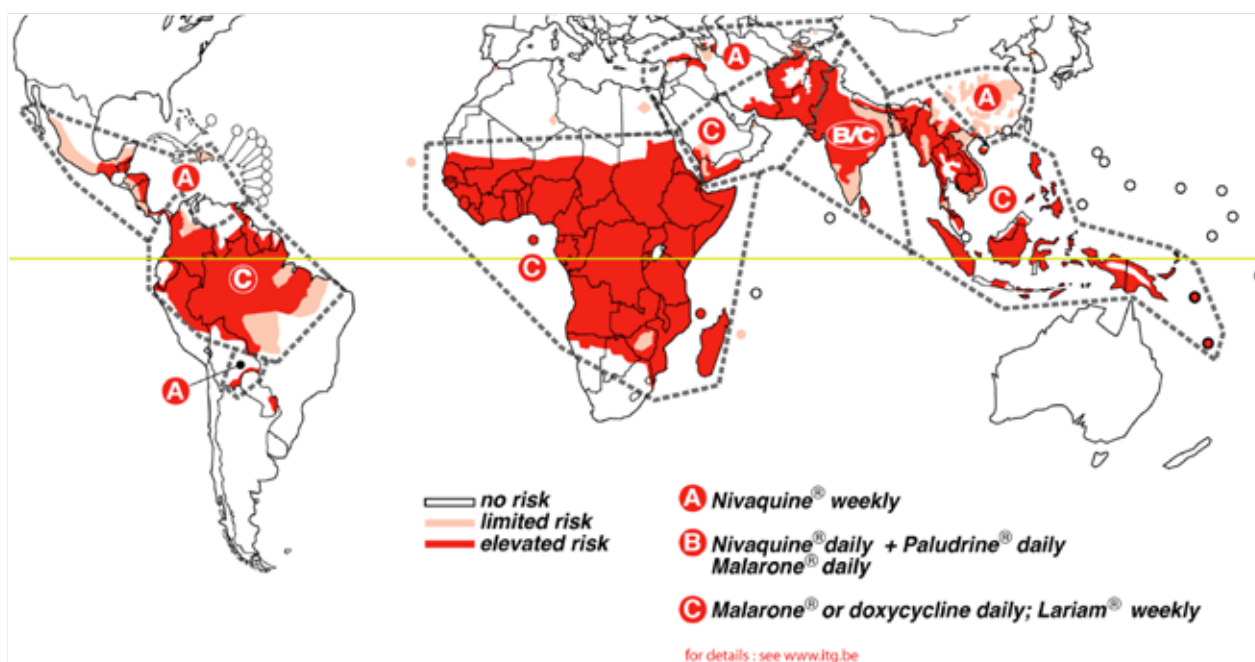 A
A
C
B/C
A
C
C
C
A
no risk
limited risk
elevated risk
A Nivaquine® weekly
B Nivaquine® daily + Paludrine® daily
Malarone® daily
C Malarone® or doxycycline daily; Lariam® weekly
for details : see www.itg.be